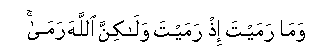 وَمَا رَمَيۡتَ إِذۡ رَمَيۡتَ وَلَٰكِنَّ ٱللَّهَ رَمَىٰۚ